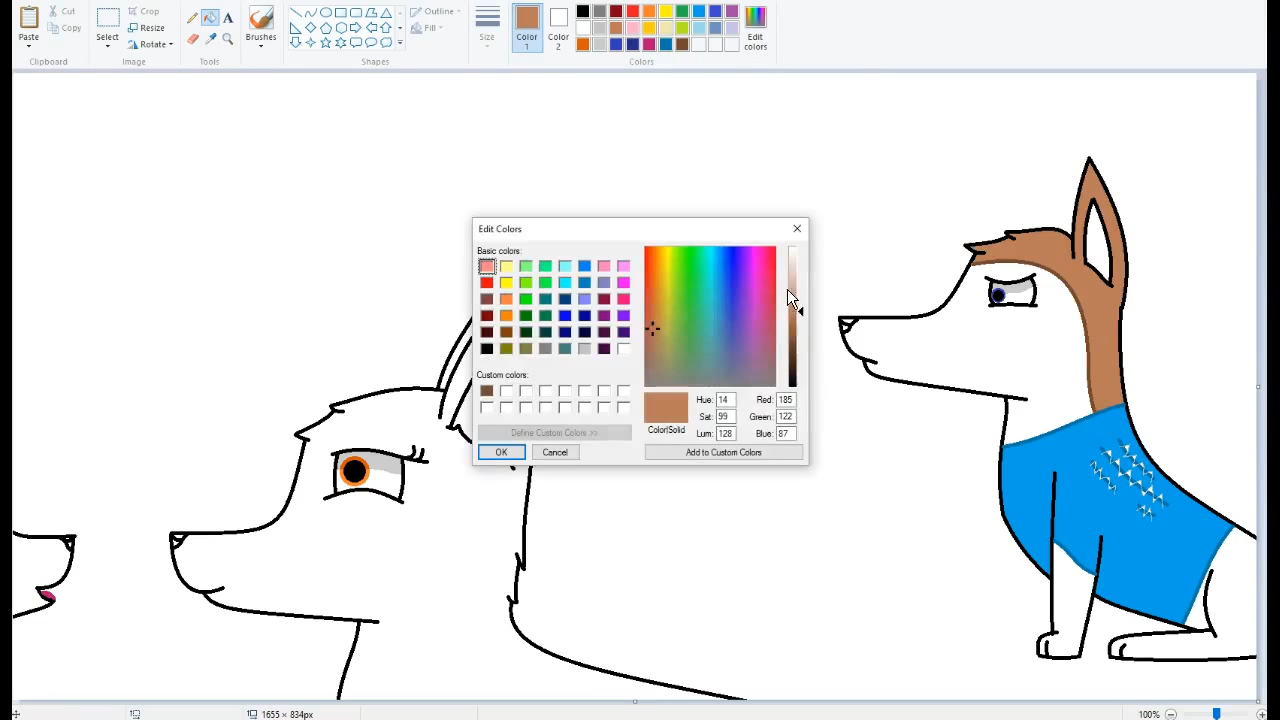 Paste
Cut
Copy
Clipboard
Select
Crop
Resize
Rotate
Image
A
Tools
Brushes
Outline
Fill
Shapes
Size
Color
1
Color
2
Edit
colors
Colors
Edit Colors
Basic colors:
Custom colors:
Define Custom Colors >>
OK
Cancel
Color|Solid
Hue: 14
Sat: 99
Lum: 128
Red: 185
Green: 122
Blue: 87
Add to Custom Colors
1655 × 834px
100%